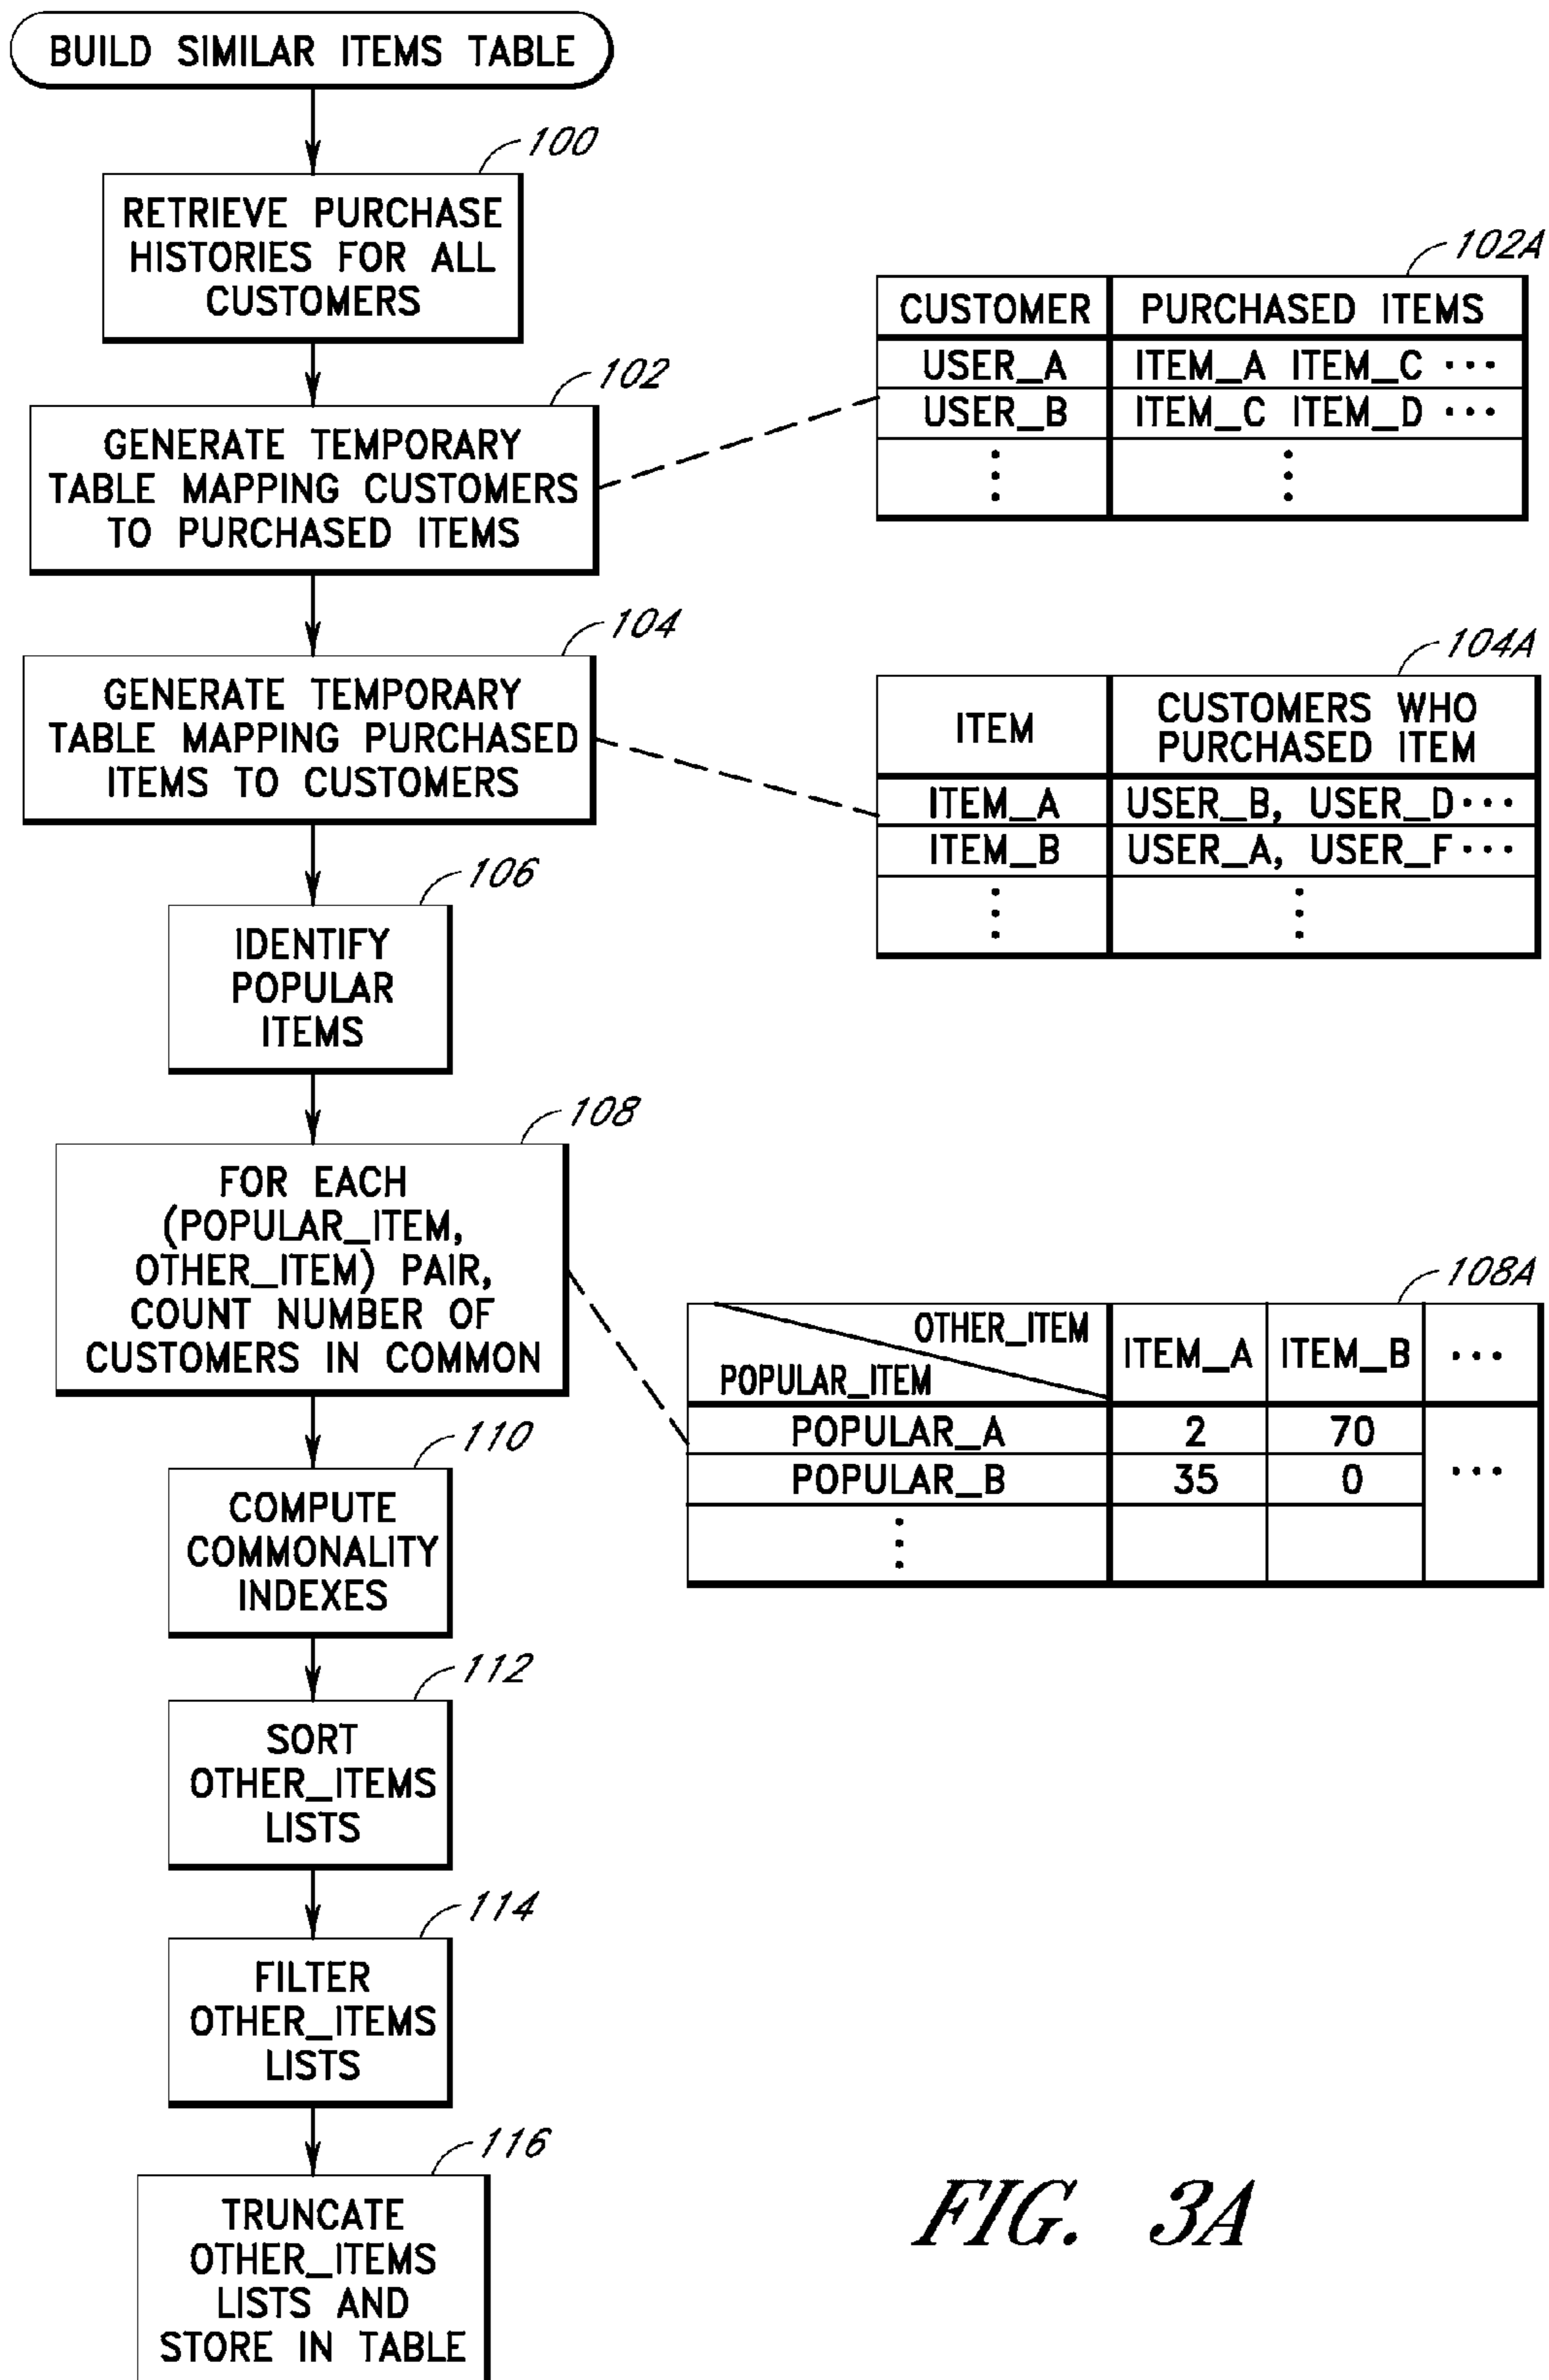 BUILD SIMILAR ITEMS TABLE
100
RETRIEVE PURCHASE
HISTORIES FOR ALL
CUSTOMERS
102
GENERATE TEMPORARY
TABLE MAPPING CUSTOMERS
TO PURCHASED ITEMS
102A
CUSTOMER PURCHASED ITEMS
USER_A ITEM_A ITEM_C ...
USER_B ITEM_C ITEM_D ...
104
GENERATE TEMPORARY
TABLE MAPPING PURCHASED
ITEMS TO CUSTOMERS
104A
ITEM CUSTOMERS WHO
PURCHASED ITEM
ITEM_A USER_B, USER_D...
ITEM_B USER_A, USER_F...
106
IDENTIFY
POPULAR
ITEMS
108
FOR EACH
(POPULAR_ITEM,
OTHER_ITEM) PAIR,
COUNT NUMBER OF
CUSTOMERS IN COMMON
108A
OTHER_ITEM
POPULAR_ITEM
ITEM_A ITEM_B ...
POPULAR_A 2 70
POPULAR_B 35 0 ...
110
COMPUTE
COMMONALITY
INDEXES
112
SORT
OTHER_ITEMS
LISTS
114
FILTER
OTHER_ITEMS
LISTS
116
TRUNCATE
OTHER_ITEMS
LISTS AND
STORE IN TABLE
FIG. 3A